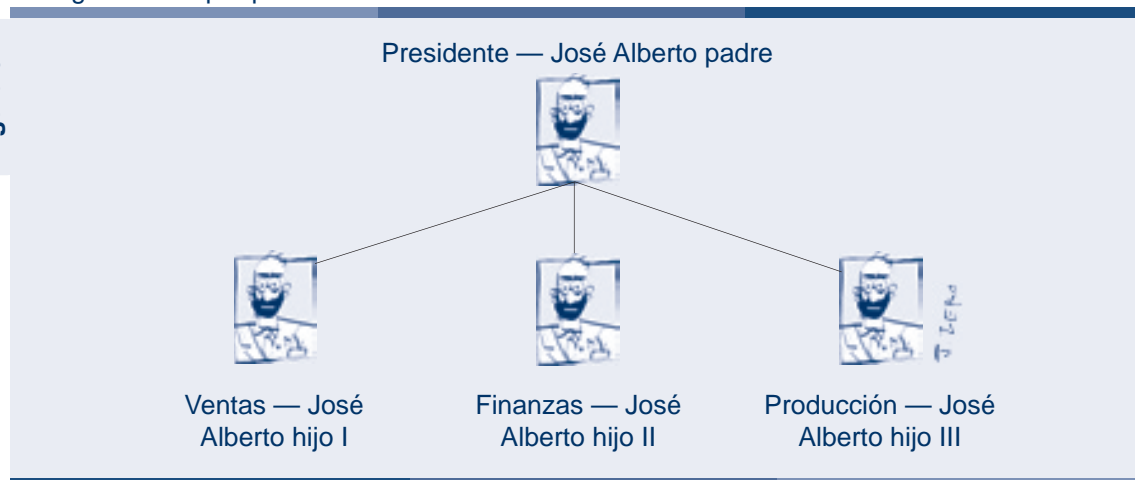 Presidente — José Alberto padre
Ventas — José
Alberto hijo I
Finanzas — José
Alberto hijo II
Producción — José
Alberto hijo III